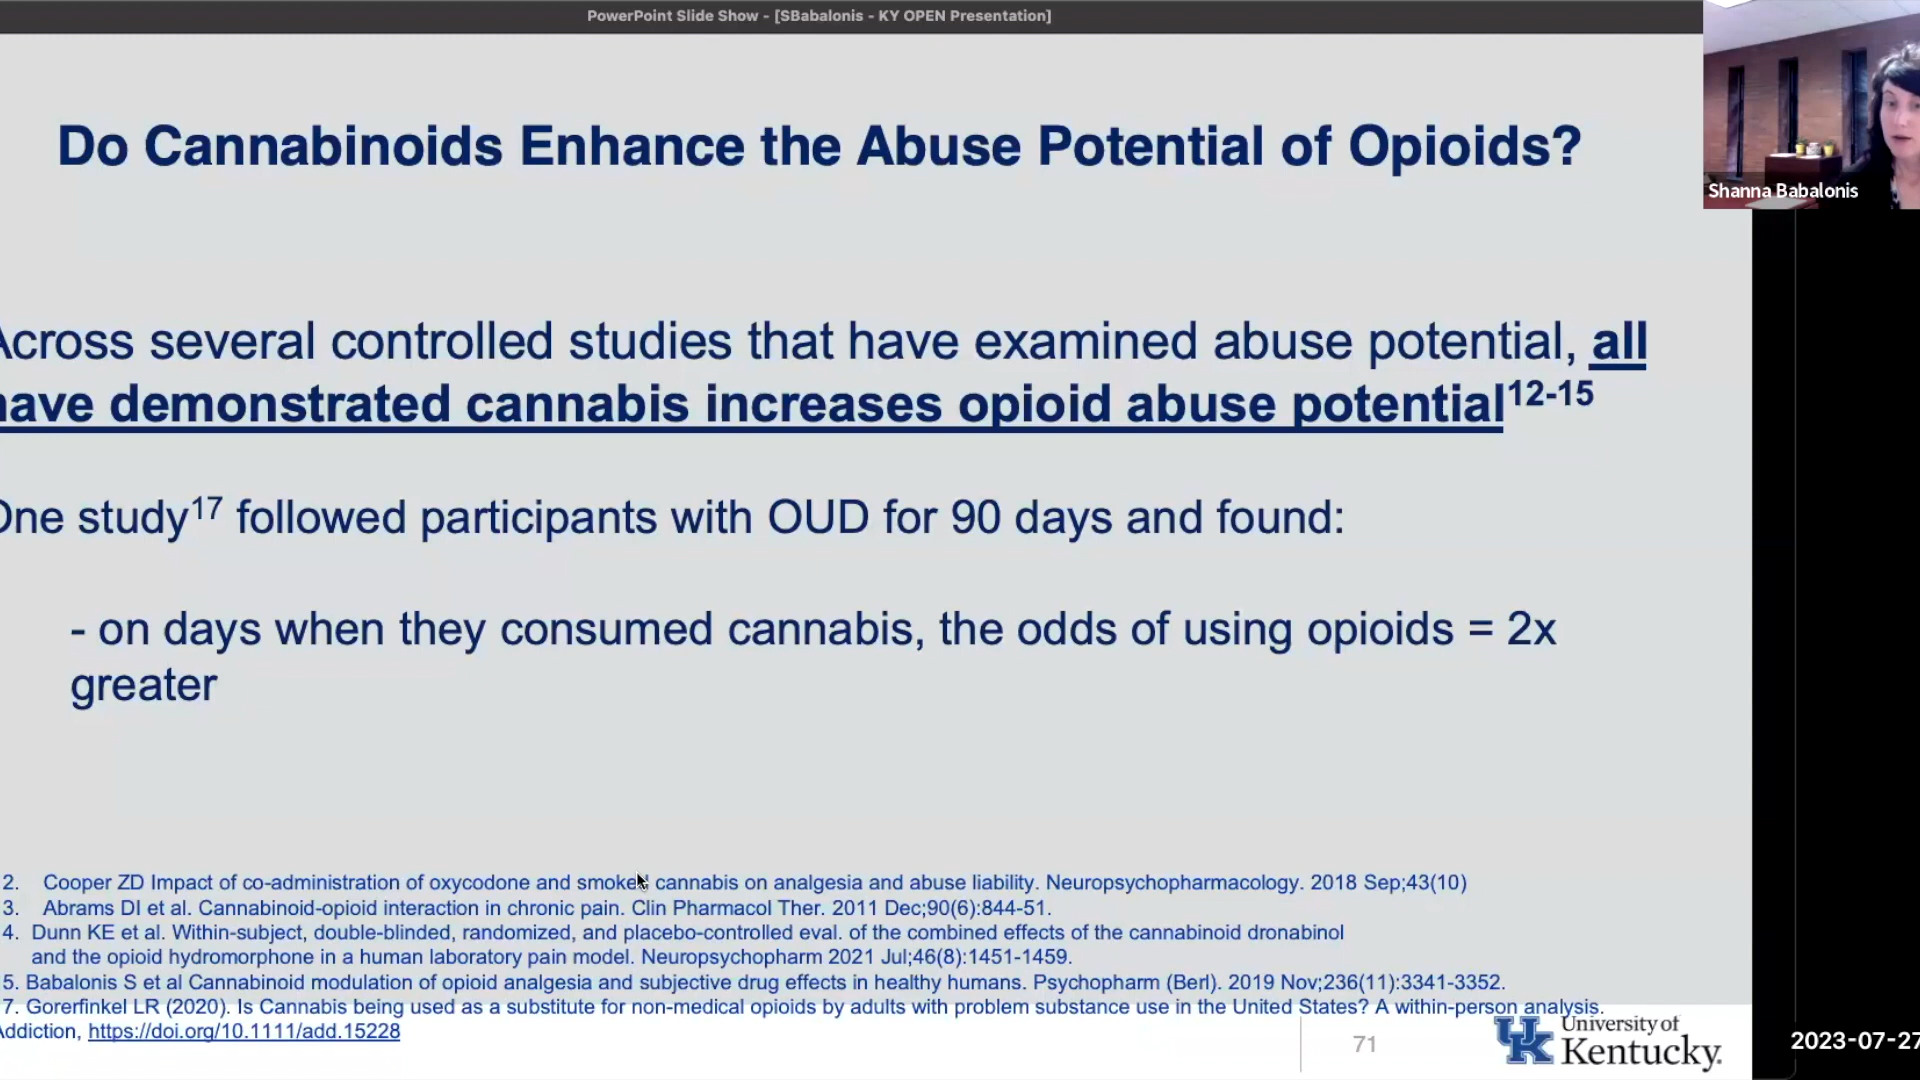 PowerPoint Slide Show - [SBabalonis - KY OPEN Presentation]
Shanna Babalonis
Do Cannabinoids Enhance the Abuse Potential of Opioids?
Across several controlled studies that have examined abuse potential, all
have demonstrated cannabis increases opioid abuse potential12-15
One study17 followed participants with OUD for 90 days and found:
- on days when they consumed cannabis, the odds of using opioids = 2x
greater
2. Cooper ZD Impact of co-administration of oxycodone and smoked cannabis on analgesia and abuse liability. Neuropsychopharmacology. 2018 Sep;43(10)
3. Abrams DI et al. Cannabinoid-opioid interaction in chronic pain. Clin Pharmacol Ther. 2011 Dec;90(6):844-51.
4. Dunn KE et al. Within-subject, double-blinded, randomized, and placebo-controlled eval. of the combined effects of the cannabinoid dronabinol
and the opioid hydromorphone in a human laboratory pain model. Neuropsychopharm 2021 Jul;46(8):1451-1459.
5. Babalonis S et al Cannabinoid modulation of opioid analgesia and subjective drug effects in healthy humans. Psychopharm (Berl). 2019 Nov;236(11):3341-3352.
7. Gorerfinkel LR (2020). Is Cannabis being used as a substitute for non-medical opioids by adults with problem substance use in the United States? A within-person analysis.
Addiction, https://doi.org/10.1111/add.15228
71
UK University of
Kentucky.
2023-07-27